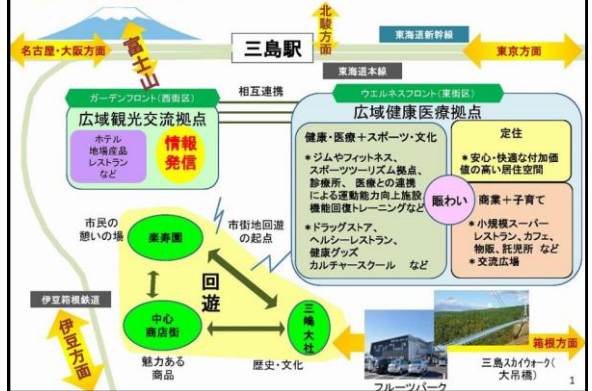 北駿方面
東海道新幹線
名古屋・大阪方面
富士山
三島駅
東京方面
東海道本線
ガーデンフロント(西街区)
相互連携
ウエルネスフロント(東街区)
広域観光交流拠点
広域健康医療拠点
ホテル
地場産品
レストラン
など
情報
発信
健康・医療+スポーツ・文化
*ジムやフィットネス、
スポーツツーリズム拠点、
診療所、 医療との連携
による運動能力向上施設
機能回復トレーニングなど
*ドラッグストア、
ヘルシーレストラン、
健康グッズ
カルチャースクール など
定住
*安心・快適な付加価
値の高い居住空間
賑わい
商業+子育て
*小規模スーパー
レストラン、カフェ、
物販、託児所 など
*交流広場
市民の
憩いの場
市街地回遊
の起点
楽寿園
回遊
伊豆箱根鉄道
中心
商店街
三嶋大社
伊豆方面
箱根方面
魅力ある
商品
歴史・文化
フルーツパーク
三島スカイウォーク(
大吊橋)
1